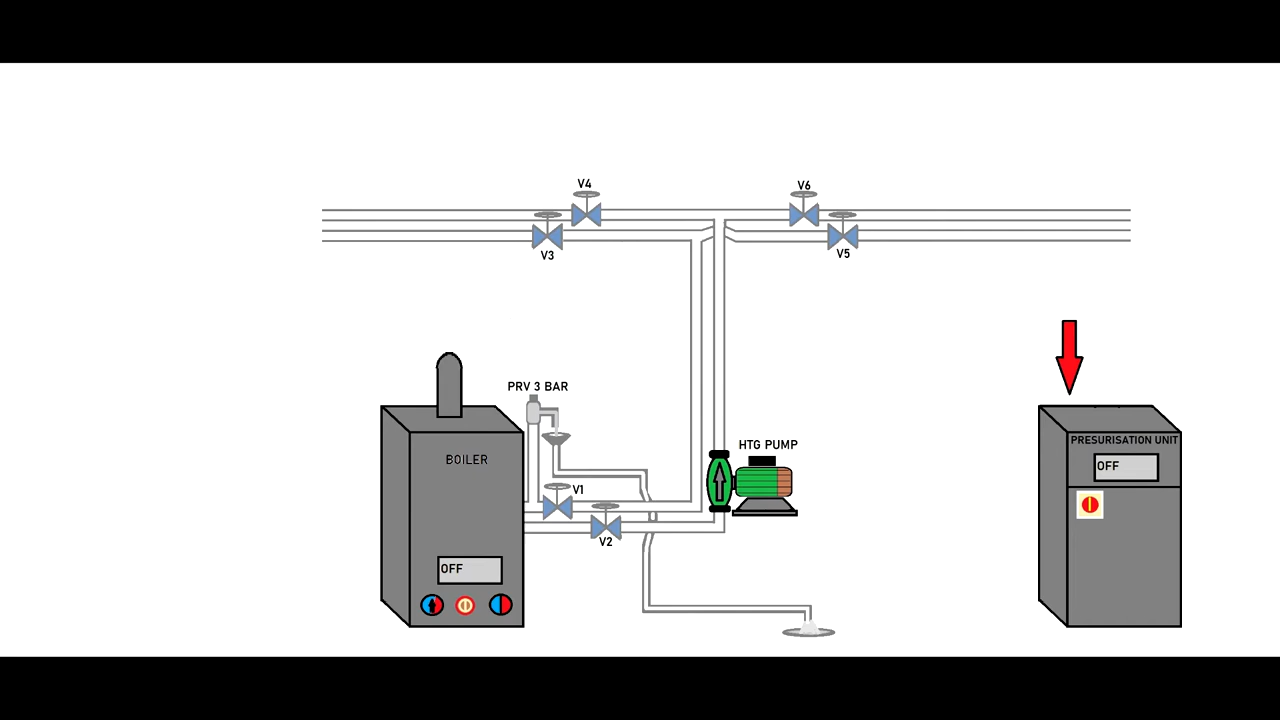 V4
V6
V3
V5
PRV 3 BAR
HTG PUMP
PRESURISATION UNIT
BOILER
OFF
V1
V2
OFF